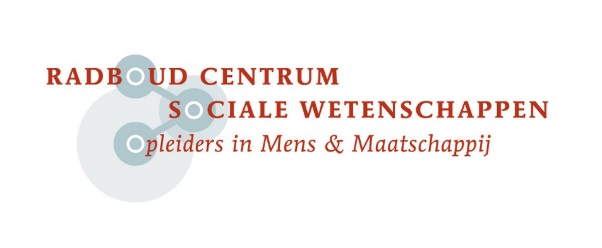 RADBOUD CENTRUM
SOCIALE WETENSCHAPPEN
Opleiders in Mens & Maatschappij